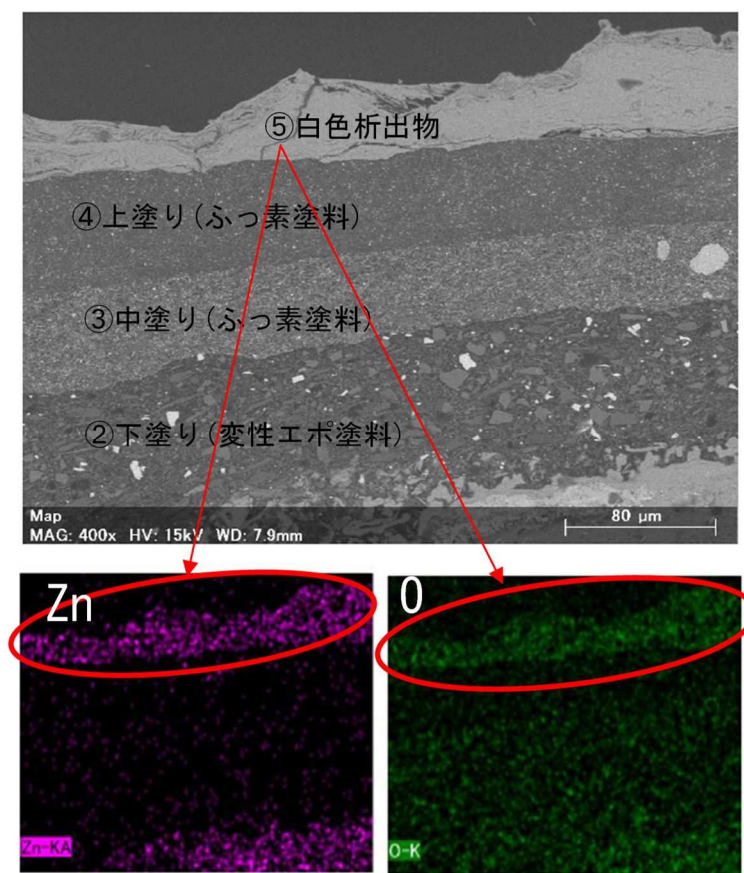 ⑤白色析出物
④上塗り(ふっ素塗料)
③中塗り(ふっ素塗料)
②下塗り(変性エポ塗料)
Map
MAG: 400x HV: 15kV WD: 7.9mm
80 µm
Zn
O
Zn-KA
O-K